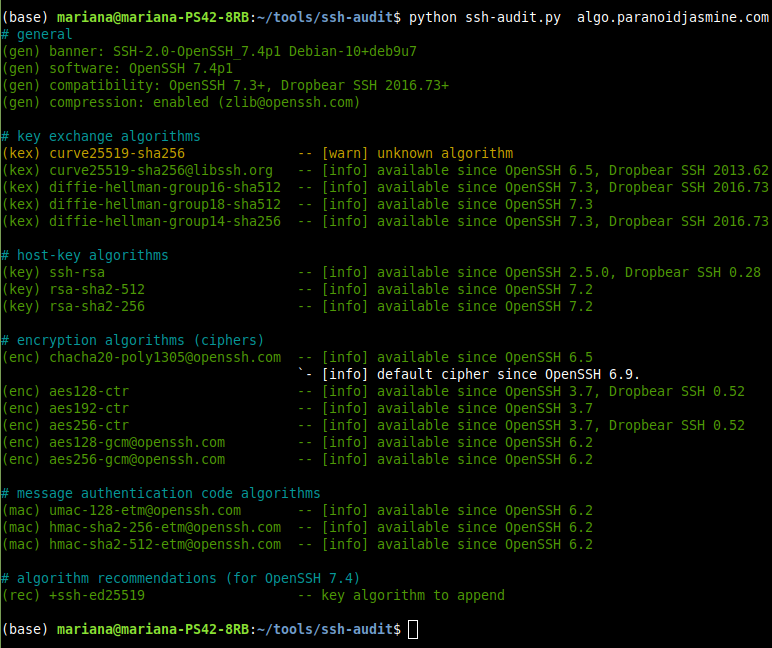 (base) mariana@mariana-PS42-8RB:~/tools/ssh-audit$ python ssh-audit.py  algo.paranoidjasmine.com
# general
(gen) banner: SSH-2.0-OpenSSH_7.4p1 Debian-10+deb9u7
(gen) software: OpenSSH 7.4p1
(gen) compatibility: OpenSSH 7.3+, Dropbear SSH 2016.73+
(gen) compression: enabled (zlib@openssh.com)
# key exchange algorithms
(kex) curve25519-sha256              -- [warn] unknown algorithm
(kex) curve25519-sha256@libssh.org   -- [info] available since OpenSSH 6.5, Dropbear SSH 2013.62
(kex) diffie-hellman-group16-sha512  -- [info] available since OpenSSH 7.3, Dropbear SSH 2016.73
(kex) diffie-hellman-group18-sha512  -- [info] available since OpenSSH 7.3
(kex) diffie-hellman-group14-sha256  -- [info] available since OpenSSH 7.3, Dropbear SSH 2016.73
# host-key algorithms
(key) ssh-rsa                        -- [info] available since OpenSSH 2.5.0, Dropbear SSH 0.28
(key) rsa-sha2-512                   -- [info] available since OpenSSH 7.2
(key) rsa-sha2-256                   -- [info] available since OpenSSH 7.2
# encryption algorithms (ciphers)
(enc) chacha20-poly1305@openssh.com  -- [info] available since OpenSSH 6.5
`- [info] default cipher since OpenSSH 6.9.
(enc) aes128-ctr                     -- [info] available since OpenSSH 3.7, Dropbear SSH 0.52
(enc) aes192-ctr                     -- [info] available since OpenSSH 3.7
(enc) aes256-ctr                     -- [info] available since OpenSSH 3.7, Dropbear SSH 0.52
(enc) aes128-gcm@openssh.com         -- [info] available since OpenSSH 6.2
(enc) aes256-gcm@openssh.com         -- [info] available since OpenSSH 6.2
# message authentication code algorithms
(mac) umac-128-etm@openssh.com       -- [info] available since OpenSSH 6.2
(mac) hmac-sha2-256-etm@openssh.com  -- [info] available since OpenSSH 6.2
(mac) hmac-sha2-512-etm@openssh.com  -- [info] available since OpenSSH 6.2
# algorithm recommendations (for OpenSSH 7.4)
(rec) +ssh-ed25519                   -- key algorithm to append
(base) mariana@mariana-PS42-8RB:~/tools/ssh-audit$